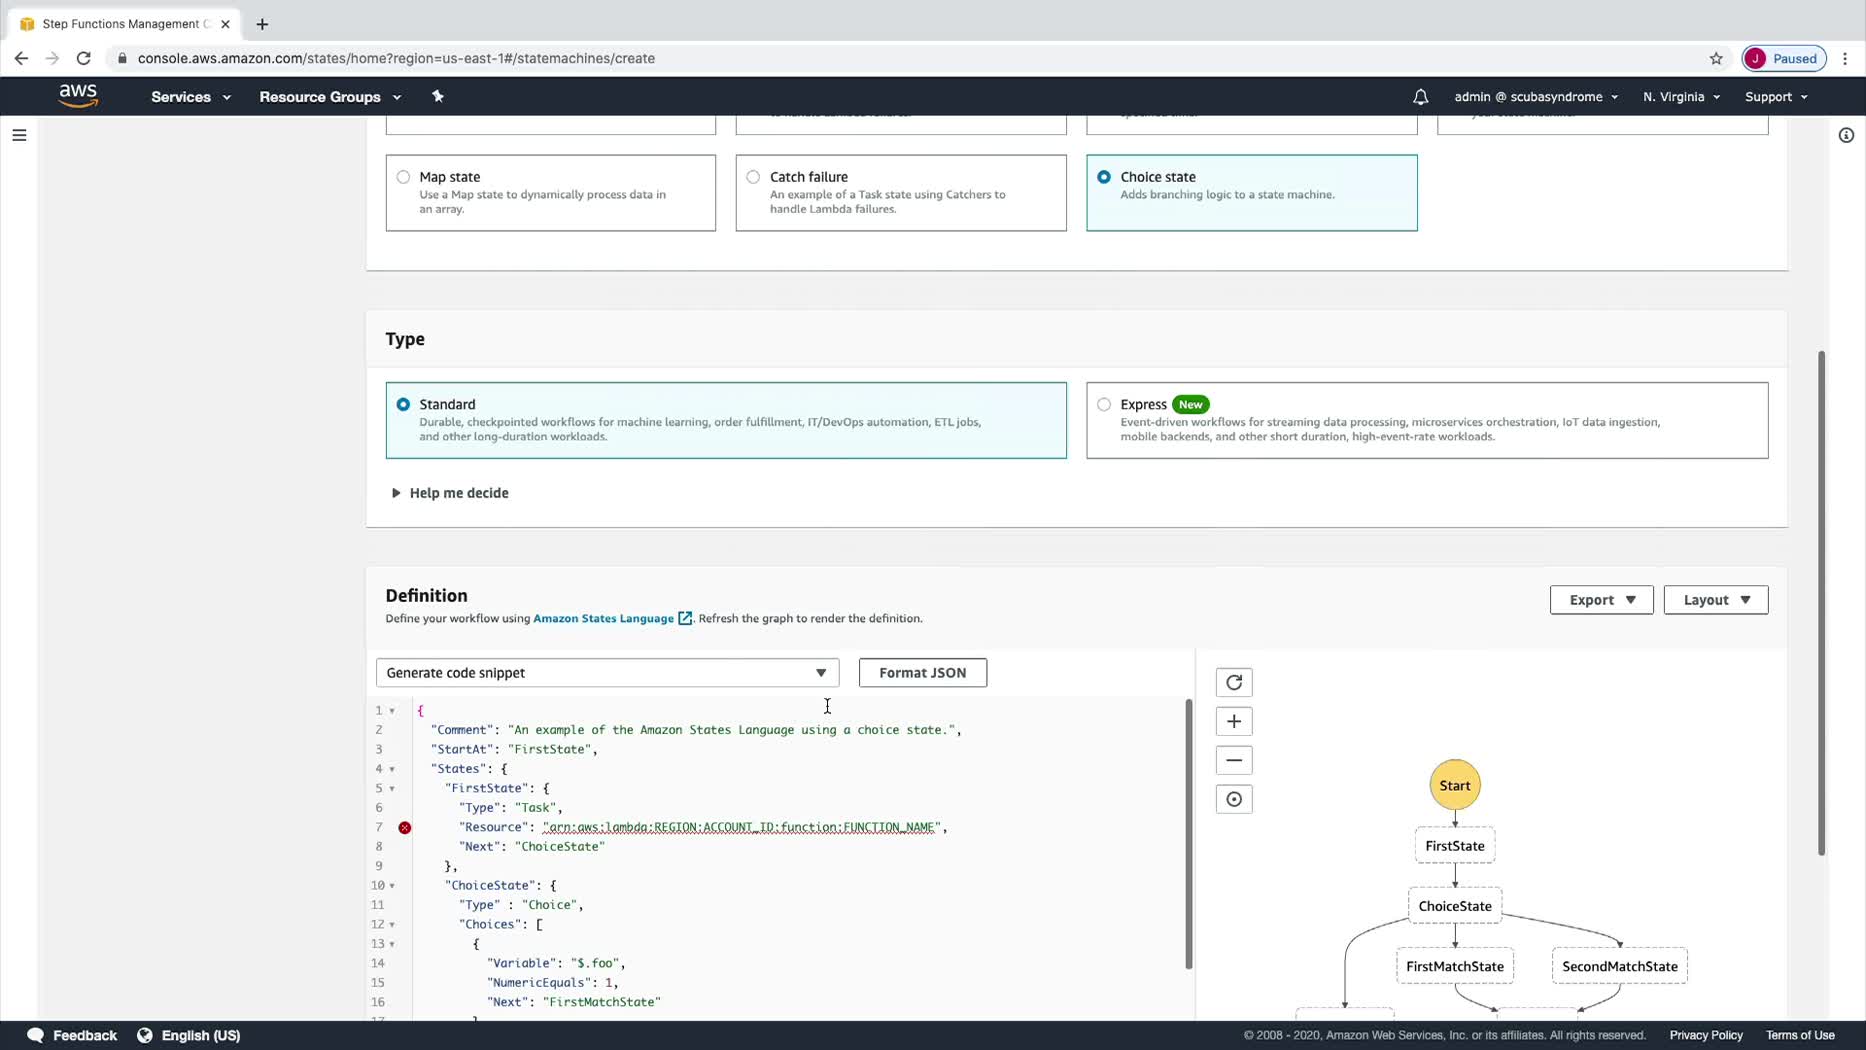 Step Functions Management C
console.aws.amazon.com/states/home?region=us-east-1#/statemachines/create
J Paused
aws Services Resource Groups admin @ scubasyndrome N. Virginia Support
Map state
Use a Map state to dynamically process data in
an array.
Catch failure
An example of a Task state using Catchers to
handle Lambda failures.
Choice state
Adds branching logic to a state machine.
Type
Standard
Durable, checkpointed workflows for machine learning, order fulfillment, IT/DevOps automation, ETL jobs,
and other long-duration workloads.
Express New
Event-driven workflows for streaming data processing, microservices orchestration, IoT data ingestion,
mobile backends, and other short duration, high-event-rate workloads.
Help me decide
Definition
Define your workflow using Amazon States Language . Refresh the graph to render the definition.
Export
Layout
Generate code snippet
Format JSON
1 {
2 "Comment": "An example of the Amazon States Language using a choice state.",
3 "StartAt": "FirstState",
4 "States": {
5 "FirstState": {
6 "Type": "Task",
7 "Resource": "arn:aws:lambda:REGION:ACCOUNT_ID:function:FUNCTION_NAME",
8 "Next": "ChoiceState"
9 },
10 "ChoiceState": {
11 "Type" : "Choice",
12 "Choices": [
13 {
14 "Variable": "$.foo",
15 "NumericEquals": 1,
16 "Next": "FirstMatchState"
Start
FirstState
ChoiceState
FirstMatchState
SecondMatchState
Feedback English (US) © 2008 - 2020, Amazon Web Services, Inc. or its affiliates. All rights reserved. Privacy Policy Terms of Use